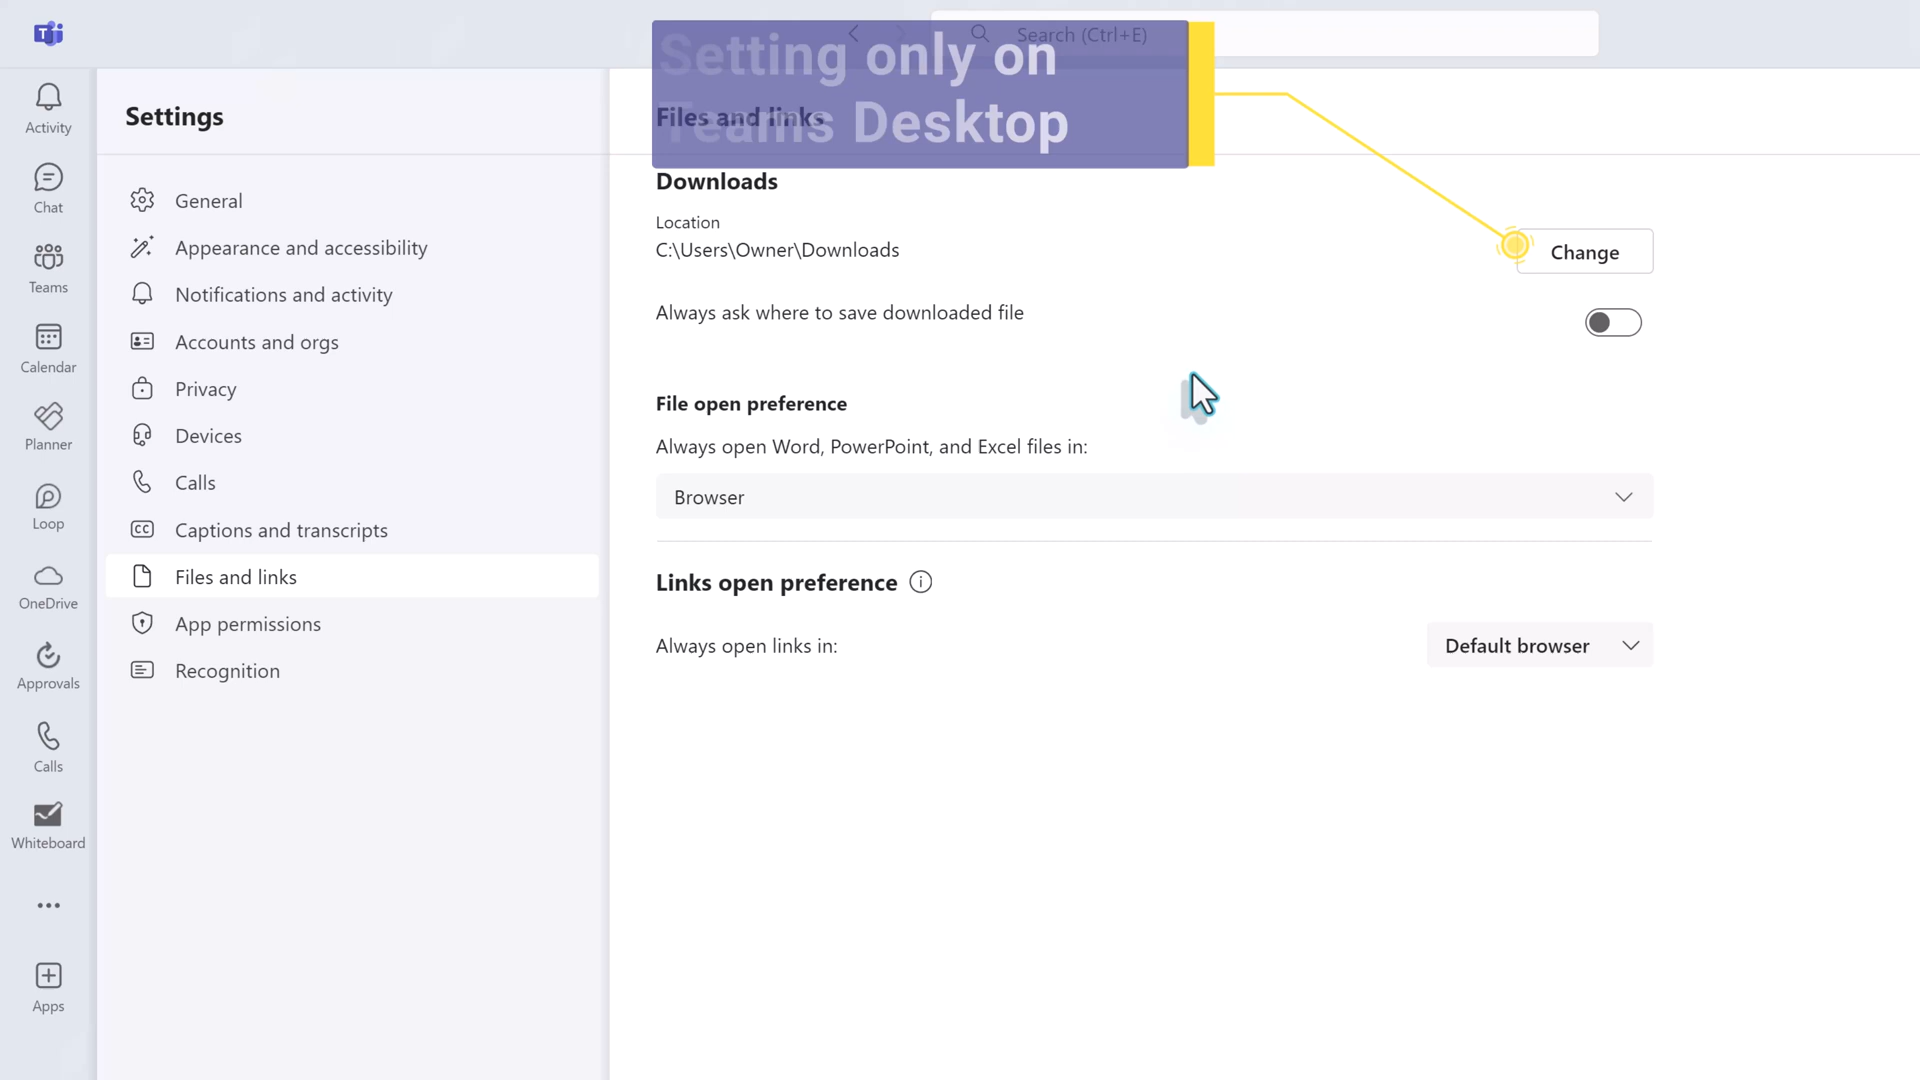 Search (Ctrl+E)
Setting only on
Teams Desktop
Activity
Chat
Teams
Calendar
Planner
Loop
OneDrive
Approvals
Calls
Whiteboard
Apps
Settings
General
Appearance and accessibility
Notifications and activity
Accounts and orgs
Privacy
Devices
Calls
CC
Captions and transcripts
Files and links
App permissions
Recognition
Files and links
Downloads
Location
C:\Users\Owner\Downloads
Change
Always ask where to save downloaded file
File open preference
Always open Word, PowerPoint, and Excel files in:
Browser
Links open preference
Always open links in:
Default browser